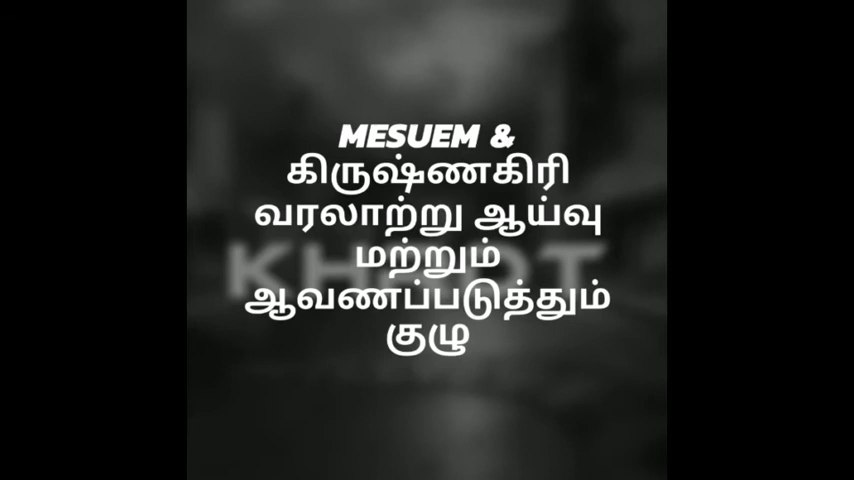 MESUEM &
கிருஷ்ணகிரி
வரலாற்று ஆய்வு
மற்றும்
ஆவணப்படுத்தும்
குழு